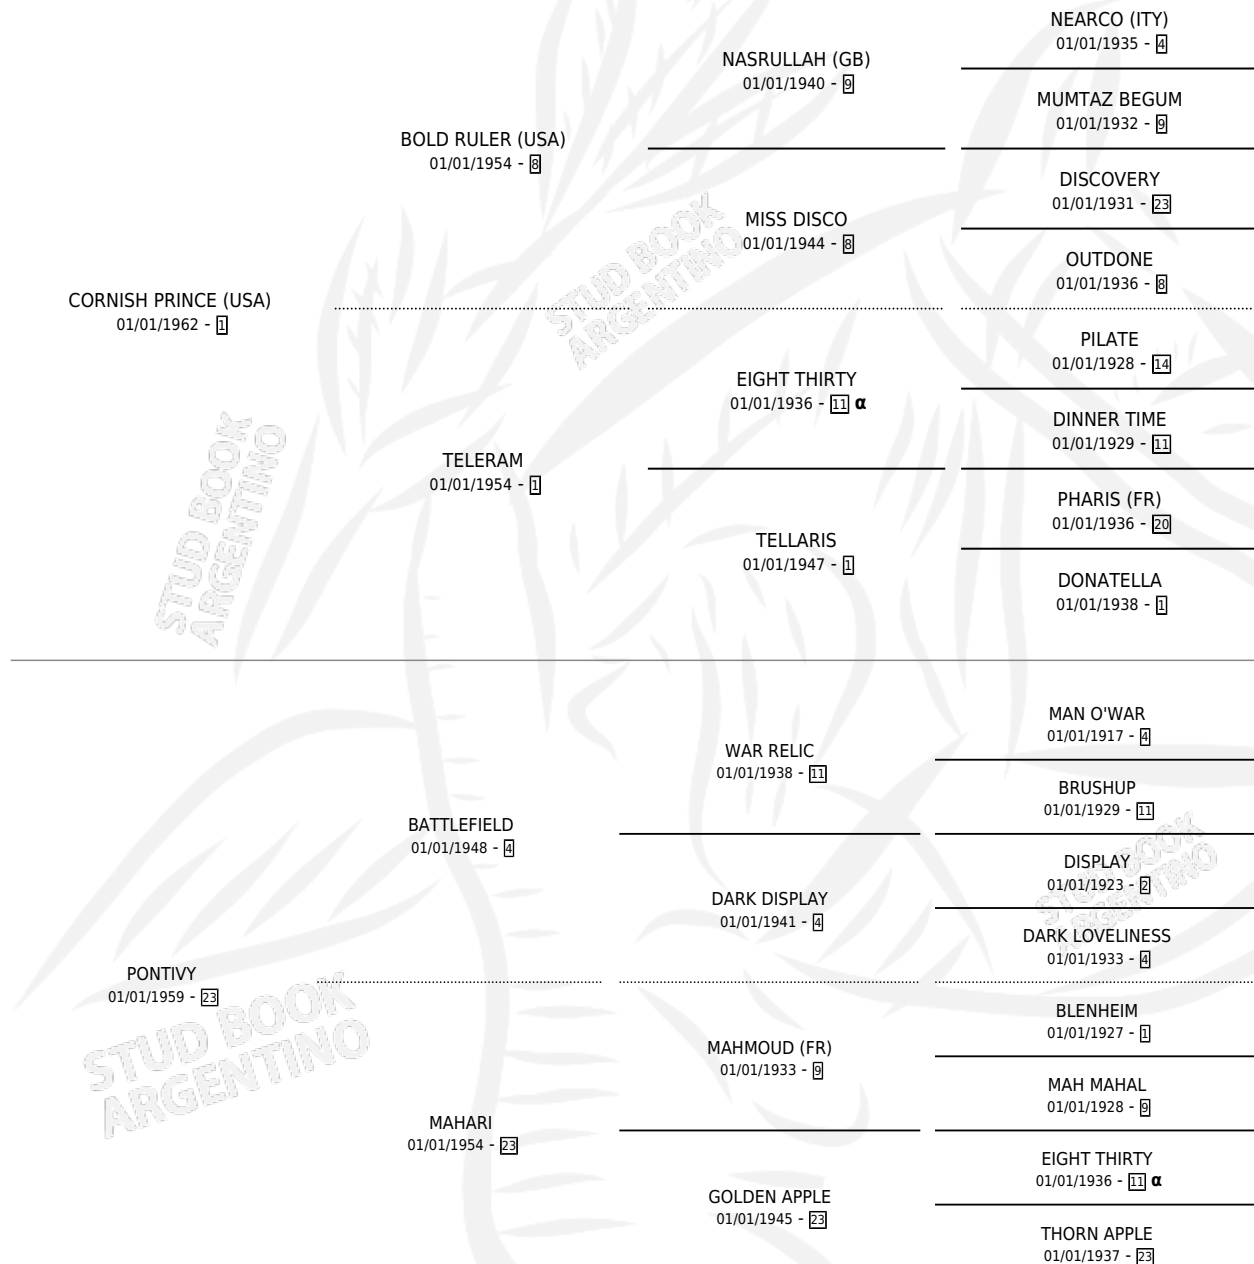 NEARCO (ITY)
01/01/1935 - 4
NASRULLAH (GB)
01/01/1940 - 9
MUMTAZ BEGUM
01/01/1932 - 9
BOLD RULER (USA)
01/01/1954 - 8
DISCOVERY
01/01/1931 - 23
MISS DISCO
01/01/1944 - 8
OUTDONE
01/01/1936 - 8
CORNISH PRINCE (USA)
01/01/1962 - 1
PILATE
01/01/1928 - 14
EIGHT THIRTY
01/01/1936 - 11 α
DINNER TIME
01/01/1929 - 11
TELERAM
01/01/1954 - 1
PHARIS (FR)
01/01/1936 - 20
TELLARIS
01/01/1947 - 1
DONATELLA
01/01/1938 - 1
MAN O'WAR
01/01/1917 - 4
WAR RELIC
01/01/1938 - 11
BRUSHUP
01/01/1929 - 11
BATTLEFIELD
01/01/1948 - 4
DISPLAY
01/01/1923 - 2
DARK DISPLAY
01/01/1941 - 4
DARK LOVELINESS
01/01/1933 - 4
PONTIVY
01/01/1959 - 23
BLENHEIM
01/01/1927 - 1
MAHMOUD (FR)
01/01/1933 - 9
MAH MAHAL
01/01/1928 - 9
MAHARI
01/01/1954 - 23
EIGHT THIRTY
01/01/1936 - 11 α
GOLDEN APPLE
01/01/1945 - 23
THORN APPLE
01/01/1937 - 23
STUD BOOK
ARGENTINO
STUD BOOK
ARGENTINO
STUD BOOK
ARGENTINO
STUD BOOK
ARGENTINO